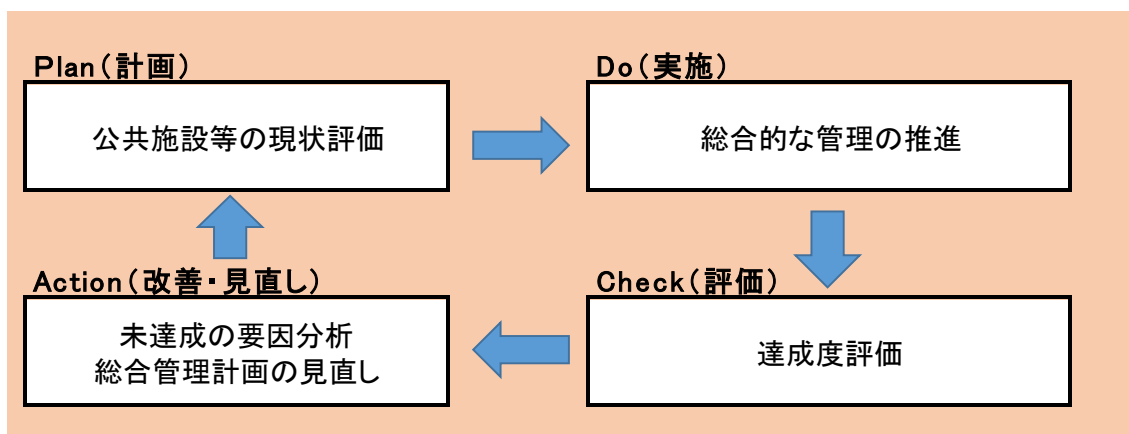 Plan(計画)
公共施設等の現状評価
Do(実施)
総合的な管理の推進
Action(改善・見直し)
未達成の要因分析
総合管理計画の見直し
Check(評価)
達成度評価